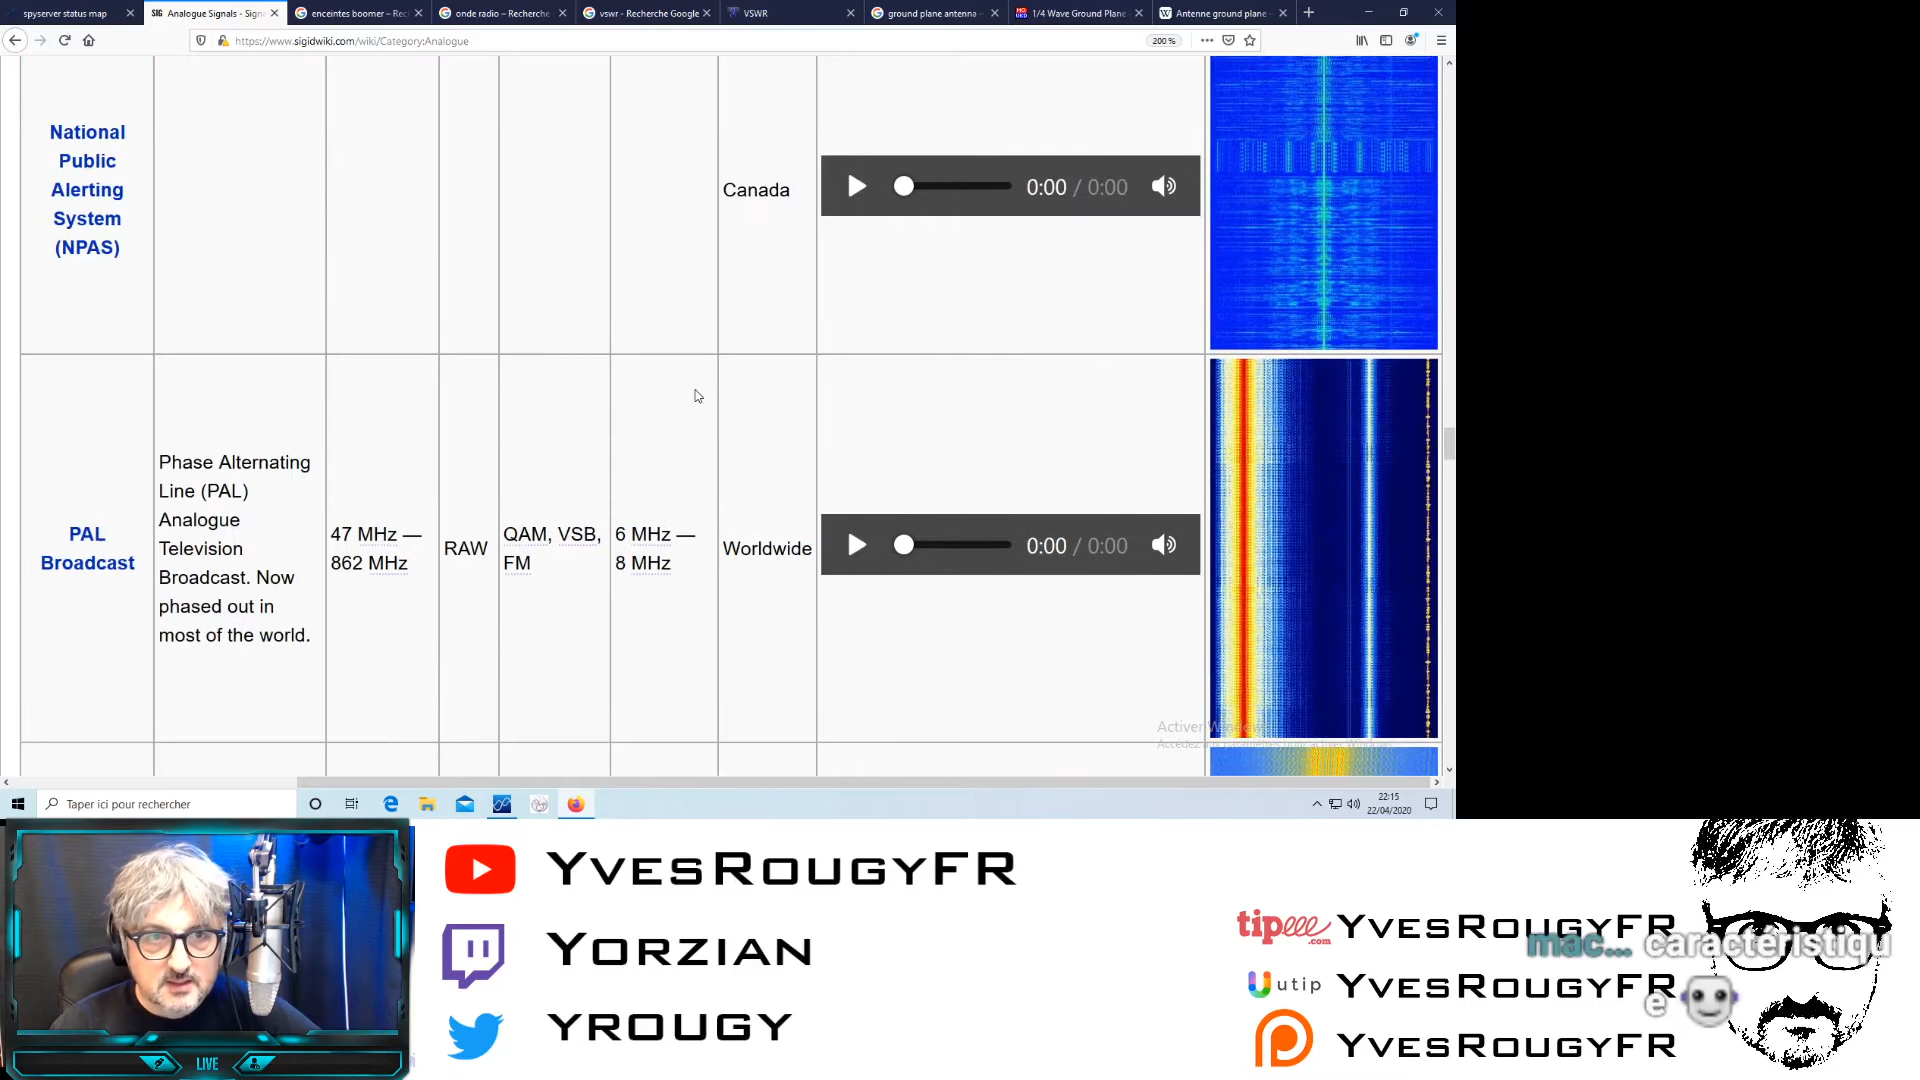 spyserver status map
SIG Analogue Signals - Sign
enceintes boomer – Rec
onde radio – Recherche
vswr - Recherche Google
VSWR
ground plane antenna
1/4 Wave Ground Plane
W Antenne ground plane
https://www.sigidwiki.com/wiki/Category:Analogue
200 %
National
Public
Alerting
System
(NPAS)
Canada
0:00 / 0:00
PAL
Broadcast
Phase Alternating
Line (PAL)
Analogue
Television
Broadcast. Now
phased out in
most of the world.
47 MHz —
862 MHz
RAW
QAM, VSB,
FM
6 MHz —
8 MHz
Worldwide
0:00 / 0:00
Taper ici pour rechercher
22:15
22/04/2020
LIVE
YvesRougyFR
Yorzian
YROUGY
tipeee.com YvesRougyFR
utip YvesRougyFR
YvesRougyFR
mac... caractéristiqu
e